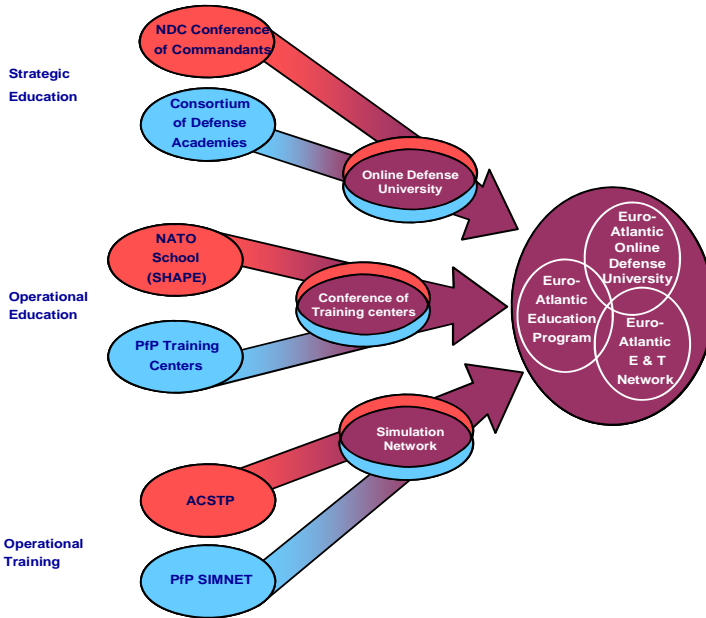 NDC Conference
of Commandants
Strategic
Education
Consortium
of Defense
Academies
Online Defense
University
NATO
School
(SHAPE)
Operational
Education
Conference of
Training centers
PfP Training
Centers
Simulation
Network
ACSTP
Operational
Training
PfP SIMNET
Euro-
Atlantic
Online
Defense
University
Euro-
Atlantic
Education
Program
Euro-
Atlantic
E & T
Network